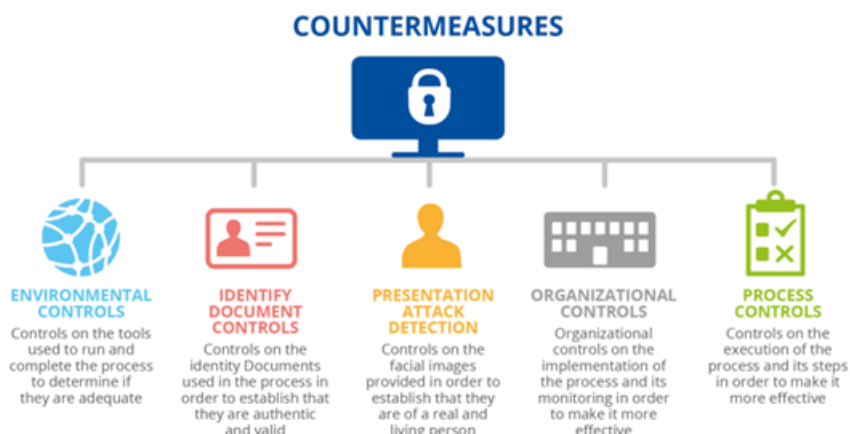 COUNTERMEASURES
ENVIRONMENTAL
CONTROLS
Controls on the tools
used to run and
complete the process
to determine if
they are adequate
IDENTIFY
DOCUMENT
CONTROLS
Controls on the
identity Documents
used in the process in
order to establish that
they are authentic
and valid
PRESENTATION
ATTACK
DETECTION
Controls on the
facial images
provided in order to
establish that they
are of a real and
living person
ORGANIZATIONAL
CONTROLS
Organizational
controls on the
implementation of
the process and its
monitoring in order
to make it more
effective
PROCESS
CONTROLS
Controls on the
execution of the
process and its steps
in order to make it
more effective